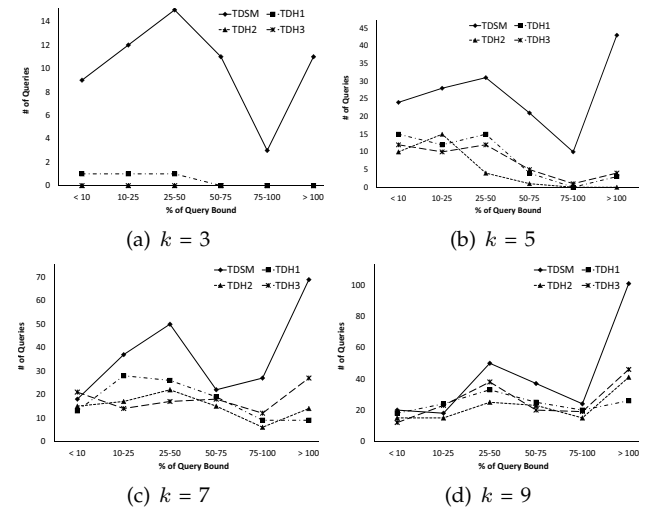 TDSM TDH1
TDH2 TDH3
# of Queries
14
12
10
8
6
4
2
0
< 10 10-25 25-50 50-75 75-100 > 100
% of Query Bound
(a) k = 3
TDSM TDH1
TDH2 TDH3
# of Queries
45
40
35
30
25
20
15
10
5
0
< 10 10-25 25-50 50-75 75-100 > 100
% of Query Bound
(b) k = 5
TDSM TDH1
TDH2 TDH3
# of Queries
70
60
50
40
30
20
10
0
< 10 10-25 25-50 50-75 75-100 > 100
% of Query Bound
(c) k = 7
TDSM TDH1
TDH2 TDH3
# of Queries
100
80
60
40
20
0
< 10 10-25 25-50 50-75 75-100 > 100
% of Query Bound
(d) k = 9